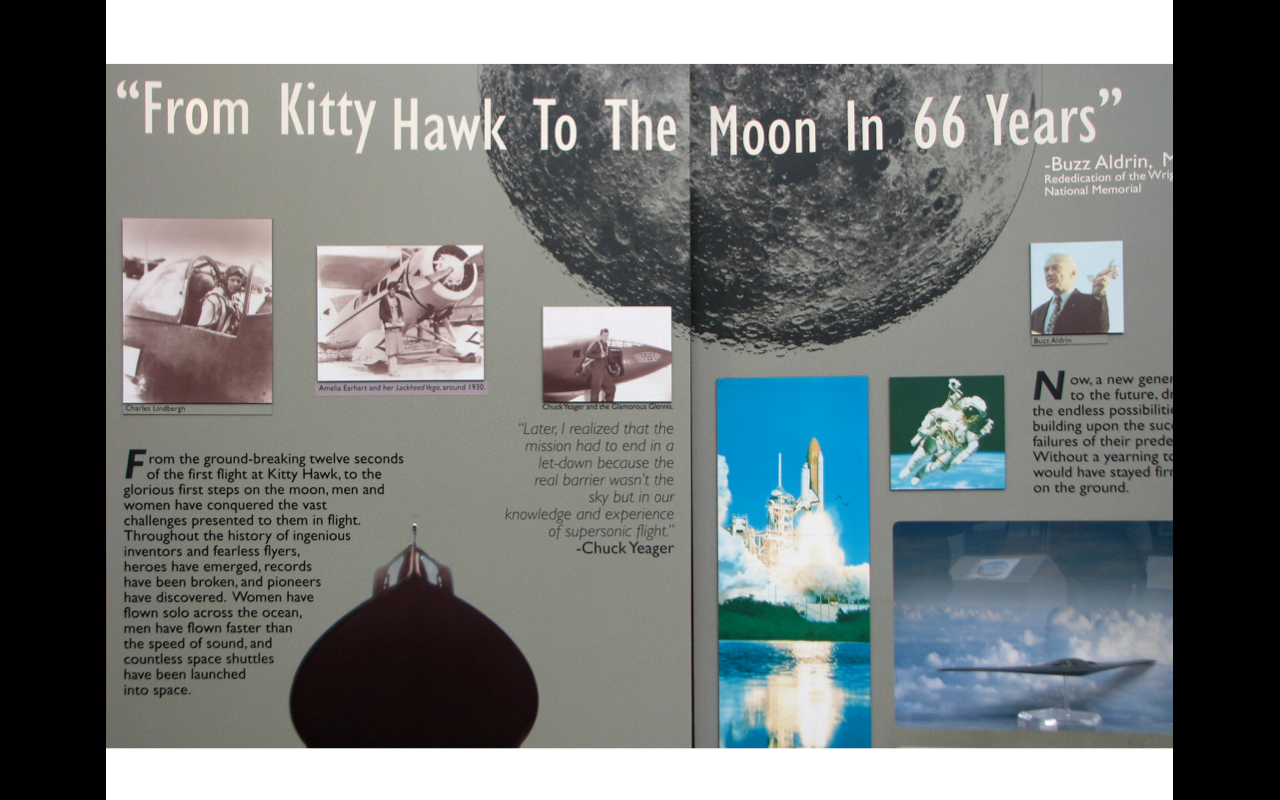 “From Kitty Hawk To The Moon In 66 Years”
-Buzz Aldrin,
Rededication of the
National Memorial
Charles Lindbergh
Amelia Earhart and her Lockheed Vega, around 1930.
Chuck Yeager and the Glamorous Glennis.
Buzz Aldrin
“Later, I realized that the
mission had to end in a
let-down because the
real barrier wasn't the
sky but in our
knowledge and experience
of supersonic flight.”
-Chuck Yeager
From the ground-breaking twelve seconds
of the first flight at Kitty Hawk, to the
glorious first steps on the moon, men and
women have conquered the vast
challenges presented to them in flight.
Throughout the history of ingenious
inventors and fearless flyers,
heroes have emerged, records
have been broken, and pioneers
have discovered. Women have
flown solo across the ocean,
men have flown faster than
the speed of sound, and
countless space shuttles
have been launched
into space.
Now, a new
to the future,
the endless
building upon the
failures of their
Without a yearning
would have stayed
on the ground.